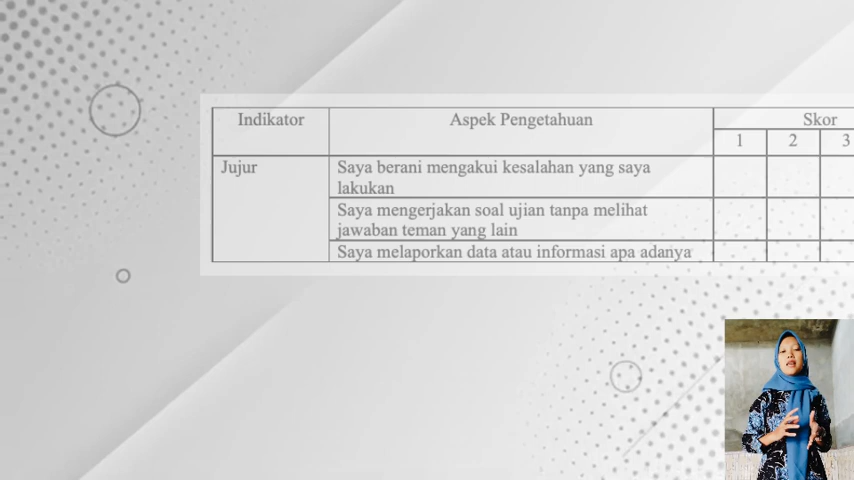 Indikator
Aspek Pengetahuan
Skor
1
2
3
Jujur
Saya berani mengakui kesalahan yang saya
lakukan
Saya mengerjakan soal ujian tanpa melihat
jawaban teman yang lain
Saya melaporkan data atau informasi apa adanya